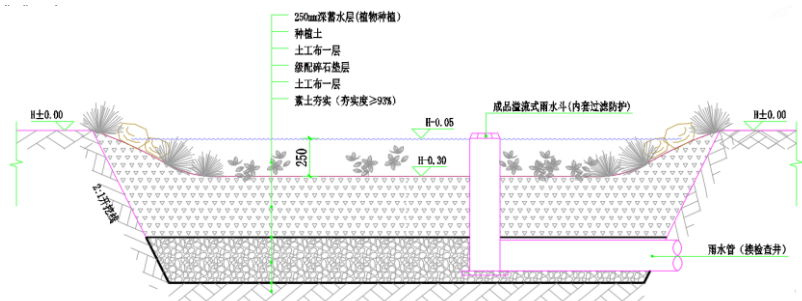 250mm深蓄水层(植物种植)
种植土
土工布一层
级配碎石垫层
土工布一层
素土夯实(夯实度≥93%)
成品溢流式雨水斗(内套过滤防护)
H±0.00
H-0.05
H±0.00
250
H-0.30
2:1开挖线
雨水管(接检查井)